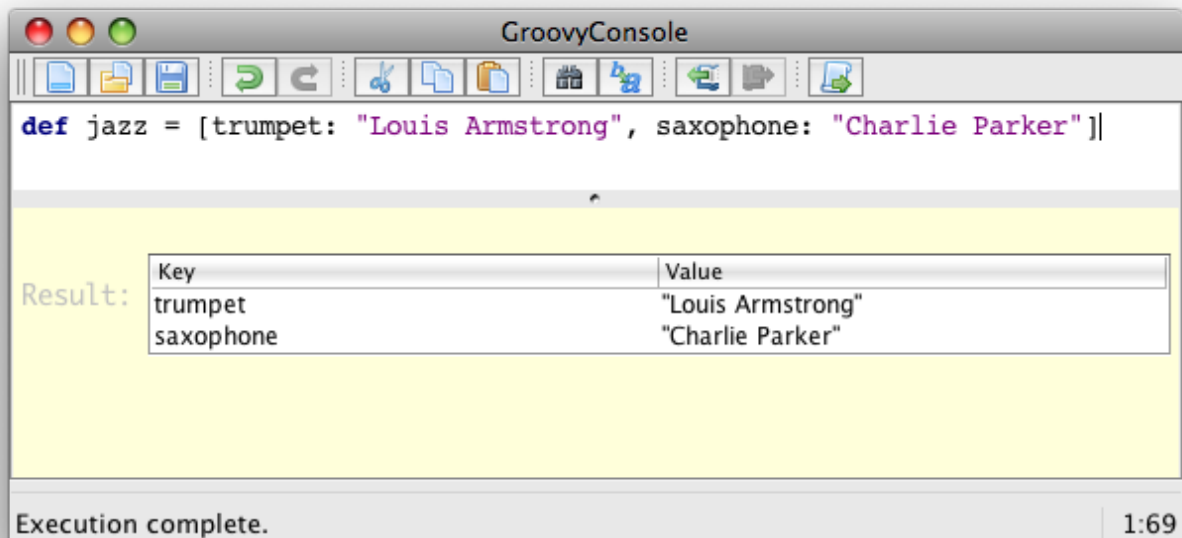 GroovyConsole
def jazz = [trumpet: "Louis Armstrong", saxophone: "Charlie Parker"]
Result:
Key Value
trumpet "Louis Armstrong"
saxophone "Charlie Parker"
Execution complete. 1:69